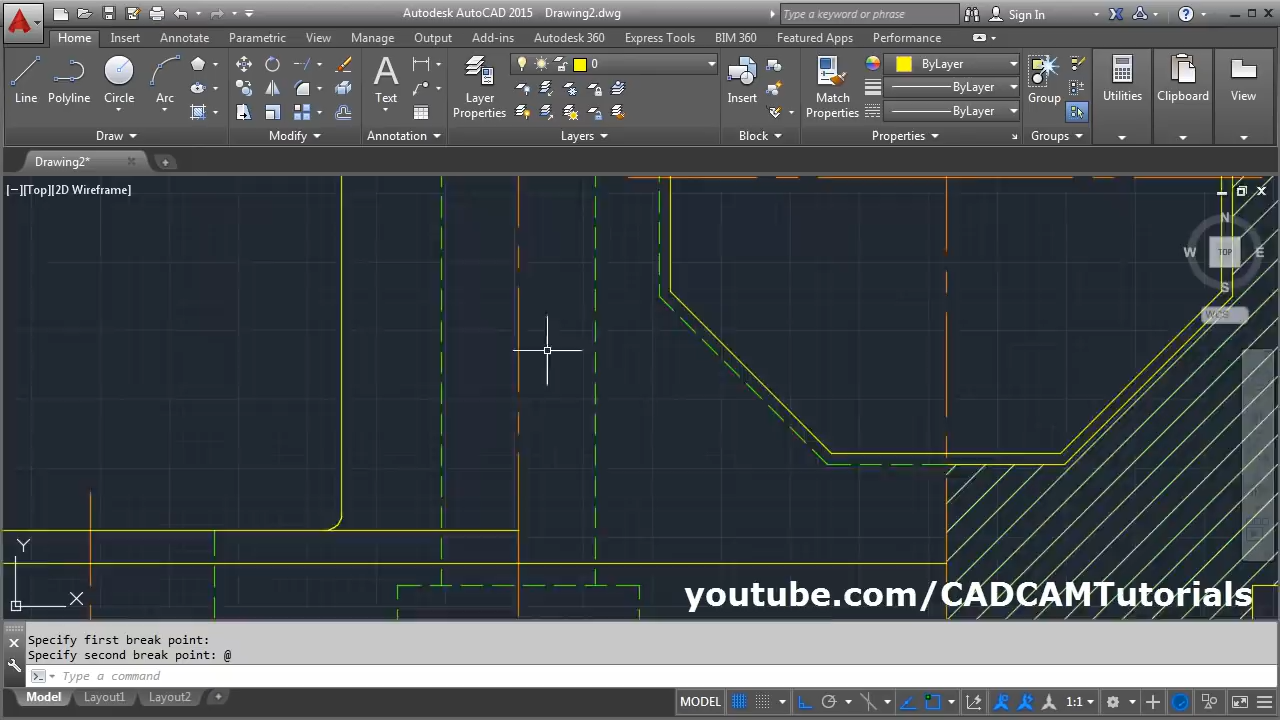 Autodesk AutoCAD 2015 Drawing2.dwg
Type a keyword or phrase
Sign In
Home Insert Annotate Parametric View Manage Output Add-ins Autodesk 360 Express Tools BIM 360 Featured Apps Performance
0
ByLayer
ByLayer
ByLayer
Line Polyline Circle Arc
Text
Layer
Properties
Insert
Match
Properties
Group
Utilities
Clipboard
View
Draw
Modify
Annotation
Layers
Block
Properties
Groups
Drawing2*
[−][Top][2D Wireframe]
N
W TOP E
S
WCS
Y
X
youtube.com/CADCAMTutorials
Specify first break point:
Specify second break point: @
Type a command
Model Layout1 Layout2
MODEL
1:1